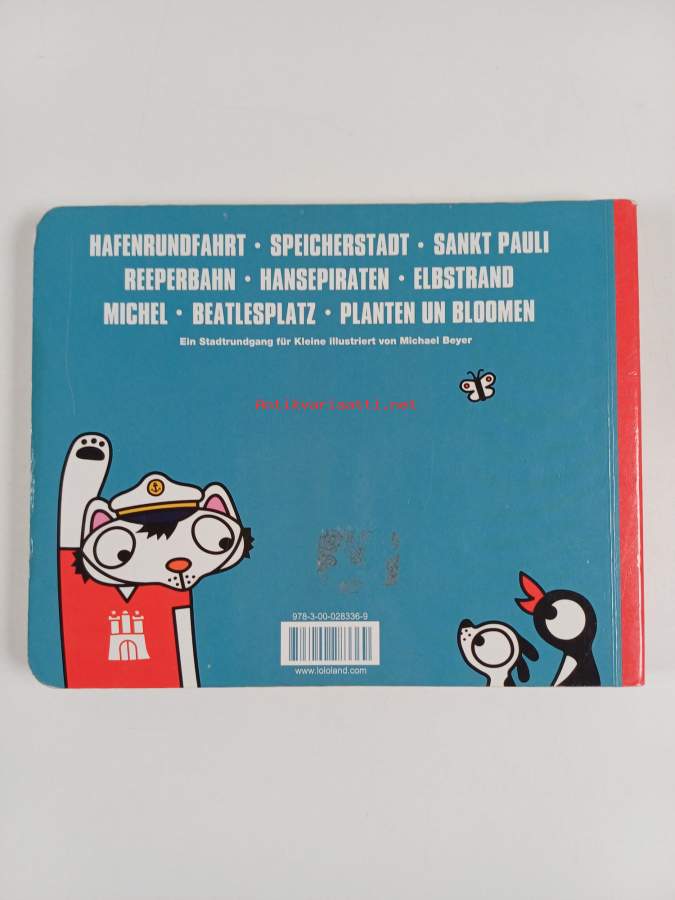 HAFENRUNDFAHRT · SPEICHERSTADT · SANKT PAULI
REEPERBAHN · HANSEPIRATEN · ELBSTRAND
MICHEL · BEATLESPLATZ · PLANTEN UN BLOOMEN
Ein Stadtrundgang für Kleine illustriert von Michael Beyer
Antikvariaatti.net
978-3-00-028336-9
www.lololand.com